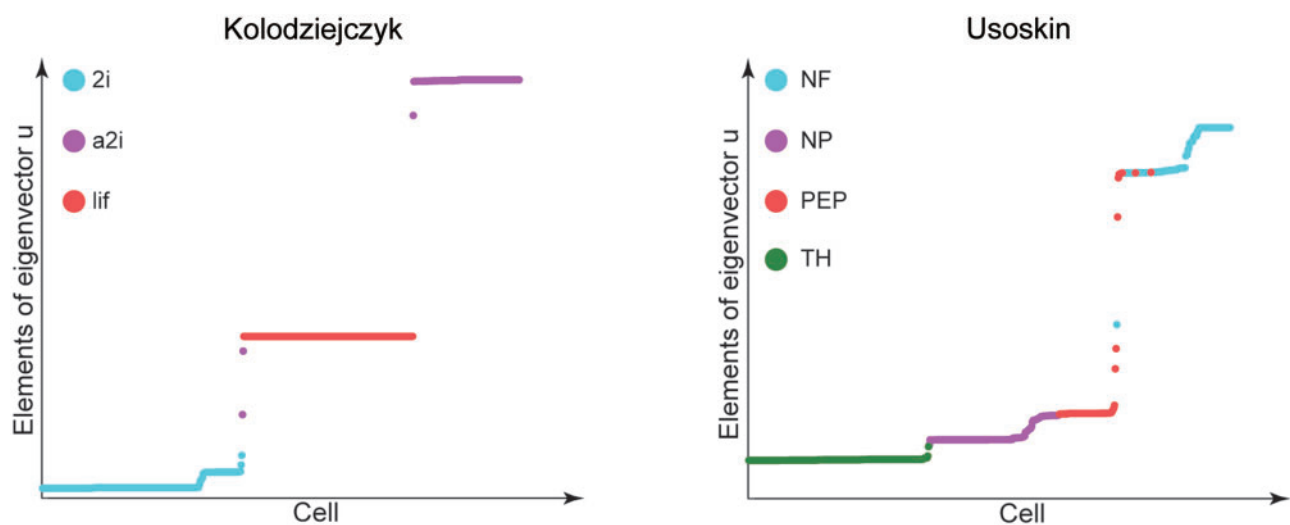 Kolodziejczyk
2i
a2i
lif
Elements of eigenvector u
Cell
Usoskin
NF
NP
PEP
TH
Elements of eigenvector u
Cell